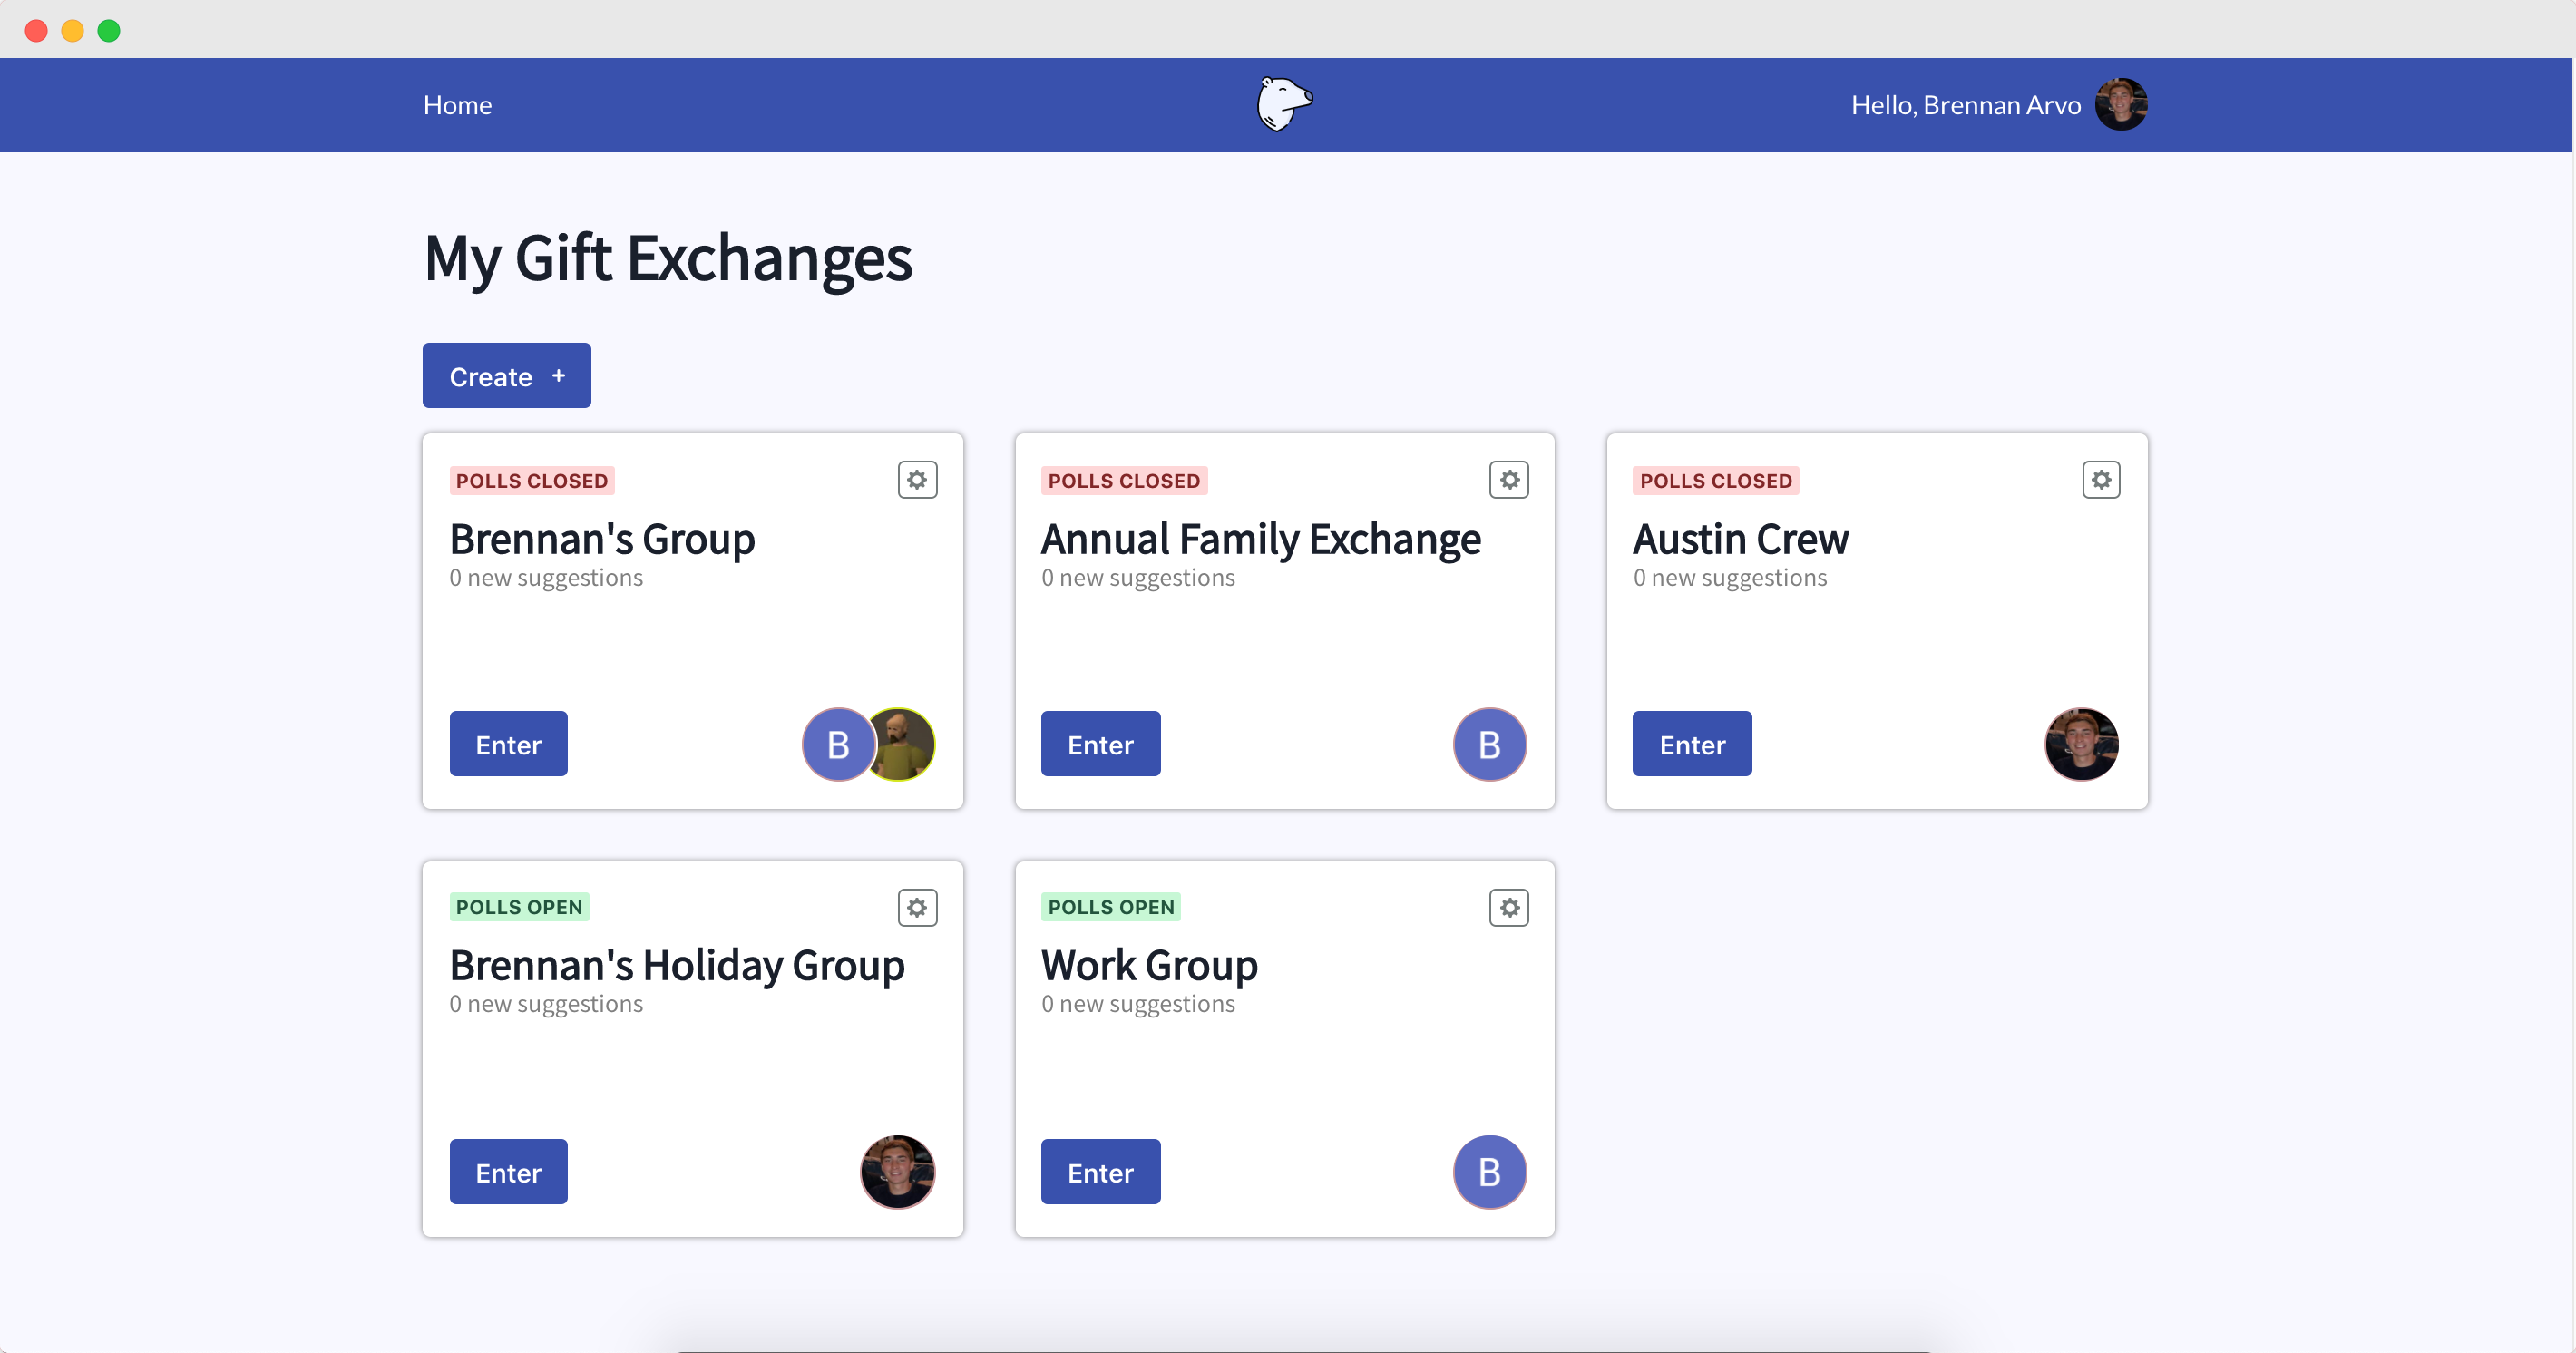 Home
Hello, Brennan Arvo
My Gift Exchanges
Create +
POLLS CLOSED
Brennan's Group
0 new suggestions
Enter
B
POLLS CLOSED
Annual Family Exchange
0 new suggestions
Enter
B
POLLS CLOSED
Austin Crew
0 new suggestions
Enter
POLLS OPEN
Brennan's Holiday Group
0 new suggestions
Enter
POLLS OPEN
Work Group
0 new suggestions
Enter
B